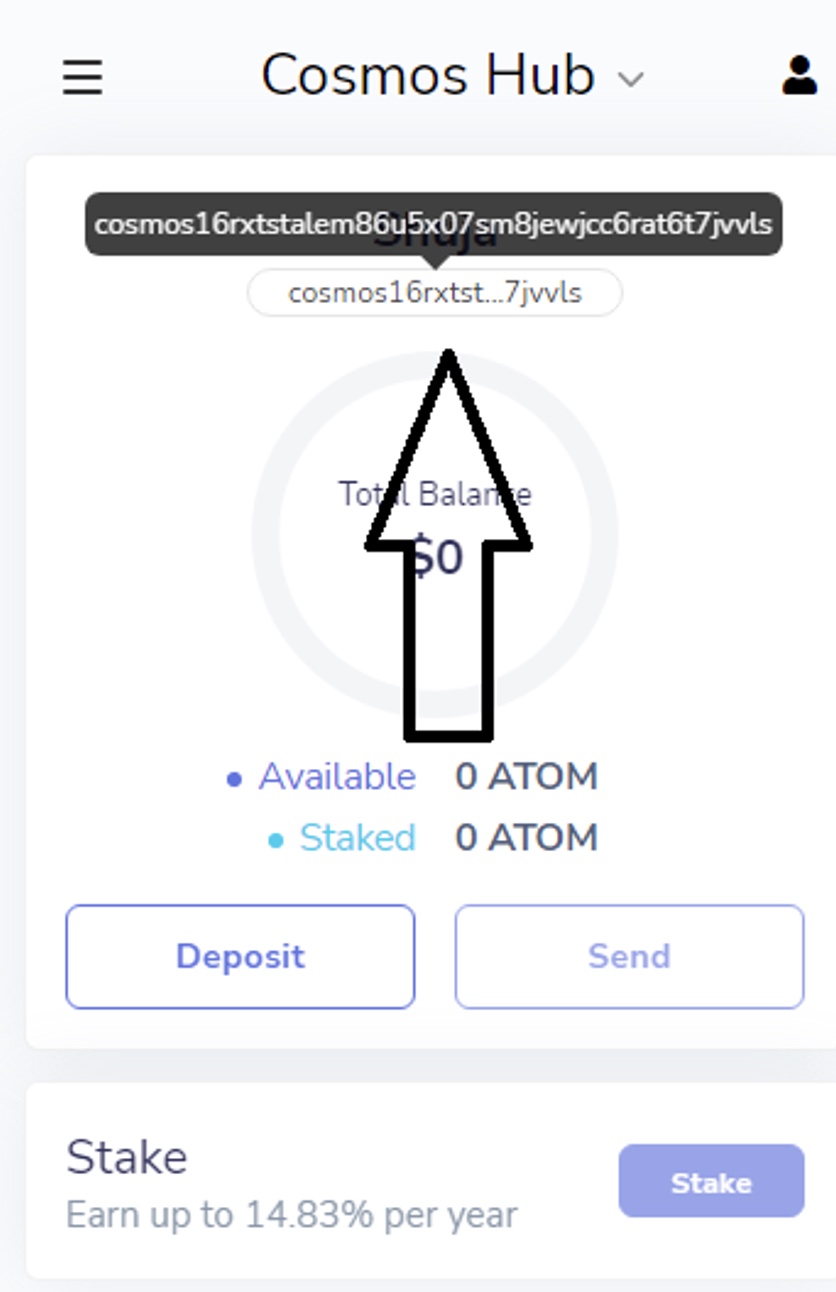 Cosmos Hub
cosmos16rxtstalem86u5x07sm8jewjcc6rat6t7jvvls
Shuja
cosmos16rxtst...7jvvls
Total Balance
$0
Available 0 ATOM
Staked 0 ATOM
Deposit Send
Stake
Stake
Earn up to 14.83% per year